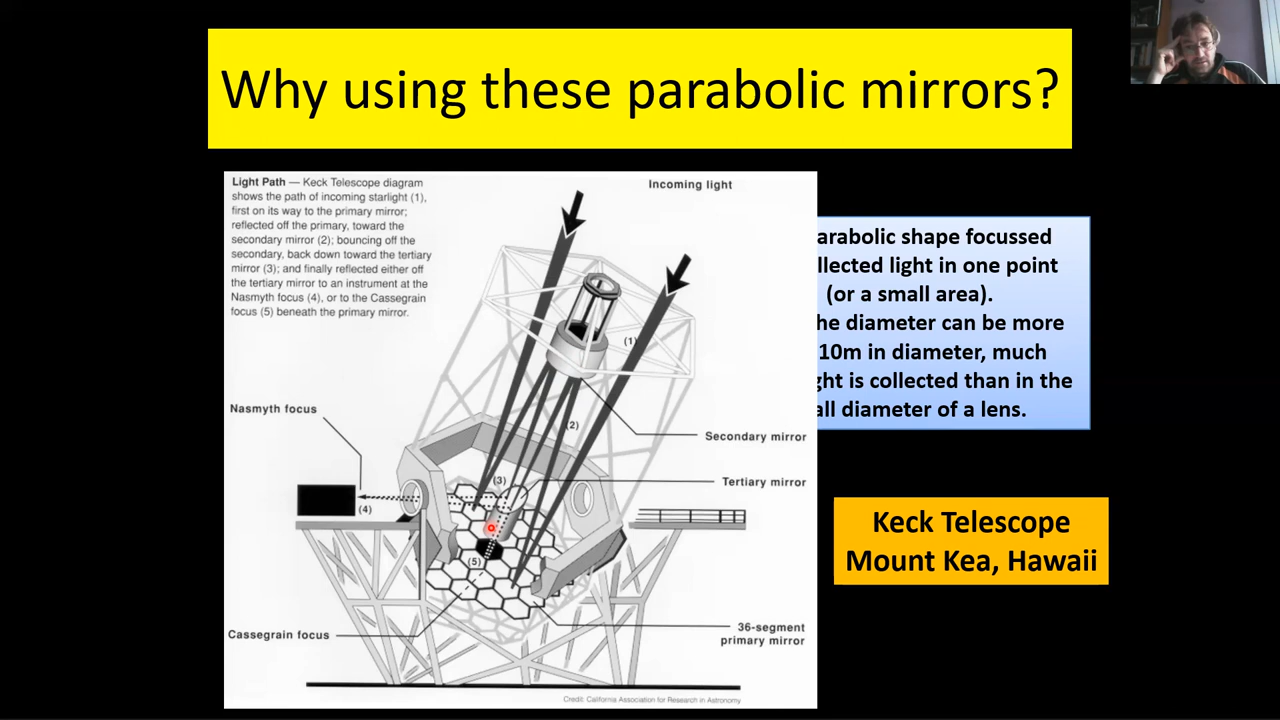 Why using these parabolic mirrors?
Light Path — Keck Telescope diagram
shows the path of incoming starlight (1),
first on its way to the primary mirror;
reflected off the primary, toward the
secondary mirror (2); bouncing off the
secondary, back down toward the tertiary
mirror (3); and finally reflected either off
the tertiary mirror to an instrument at the
Nasmyth focus (4), or to the Cassegrain
focus (5) beneath the primary mirror.
Incoming light
(1)
(2)
Nasmyth focus
Secondary mirror
(3)
Tertiary mirror
(4)
(5)
Cassegrain focus
36-segment
primary mirror
Credit: California Association for Research in Astronomy
arabolic shape focussed
llected light in one point
(or a small area).
he diameter can be more
10m in diameter, much
ght is collected than in the
all diameter of a lens.
Keck Telescope
Mount Kea, Hawaii